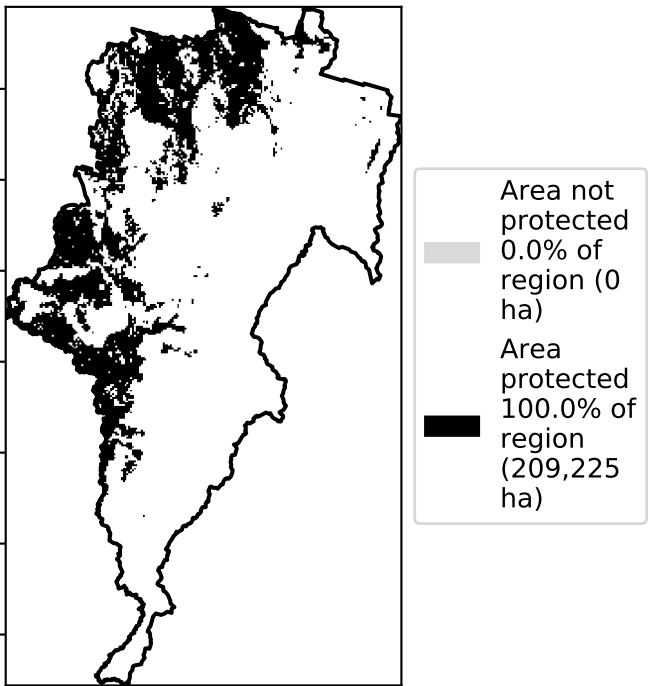 Area not
protected
0.0% of
region (0
ha)
Area
protected
100.0% of
region
(209,225
ha)